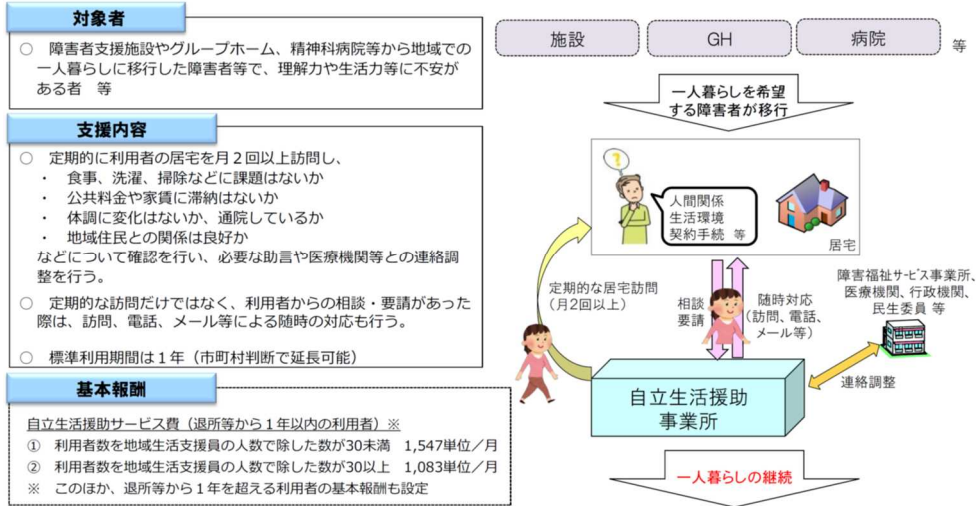 対象者
○ 障害者支援施設やグループホーム、精神科病院等から地域での
一人暮らしに移行した障害者等で、理解力や生活力等に不安が
ある者 等
支援内容
○ 定期的に利用者の居宅を月２回以上訪問し、
・ 食事、洗濯、掃除などに課題はないか
・ 公共料金や家賃に滞納はないか
・ 体調に変化はないか、通院しているか
・ 地域住民との関係は良好か
などについて確認を行い、必要な助言や医療機関等との連絡調
整を行う。
○ 定期的な訪問だけではなく、利用者からの相談・要請があった
際は、訪問、電話、メール等による随時の対応も行う。
○ 標準利用期間は１年（市町村判断で延長可能）
基本報酬
自立生活援助サービス費（退所等から１年以内の利用者）※
① 利用者数を地域生活支援員の人数で除した数が30未満 1,547単位／月
② 利用者数を地域生活支援員の人数で除した数が30以上 1,083単位／月
※ このほか、退所等から１年を超える利用者の基本報酬も設定
施設
GH
病院
等
一人暮らしを希望
する障害者が移行
?
人間関係
生活環境
契約手続 等
居宅
定期的な居宅訪問
（月2回以上）
相談
要請
随時対応
（訪問、電話、
メール等）
障害福祉サービス事業所、
医療機関、行政機関、
民生委員 等
連絡調整
自立生活援助
事業所
一人暮らしの継続